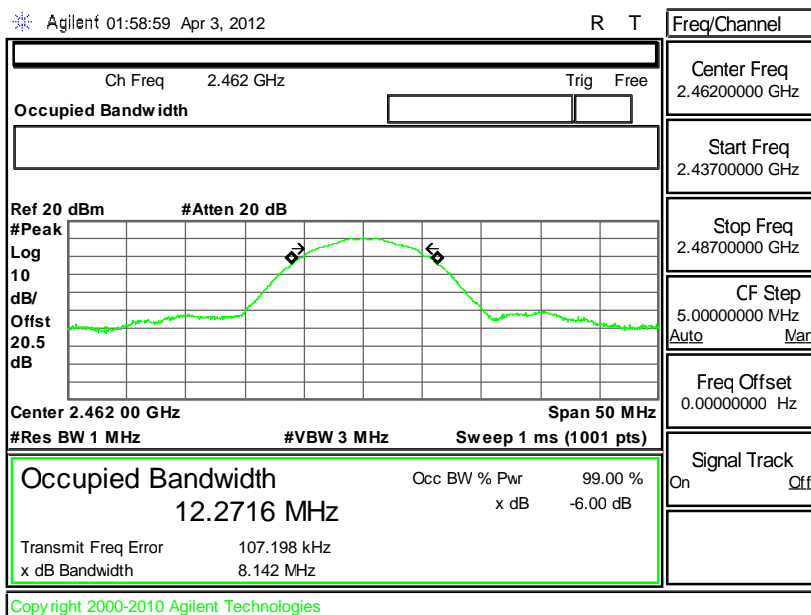 Agilent 01:58:59 Apr 3, 2012 R T
Freq/Channel
Ch Freq 2.462 GHz Trig Free
Occupied Bandwidth
Center Freq
2.46200000 GHz
Start Freq
2.43700000 GHz
Stop Freq
2.48700000 GHz
CF Step
5.00000000 MHz
Auto Man
Freq Offset
0.00000000 Hz
Signal Track
On Off
Ref 20 dBm #Atten 20 dB
#Peak
Log
10
dB/
Offst
20.5
dB
Center 2.462 00 GHz Span 50 MHz
#Res BW 1 MHz #VBW 3 MHz Sweep 1 ms (1001 pts)
Occupied Bandwidth
12.2716 MHz
Occ BW % Pwr 99.00 %
x dB -6.00 dB
Transmit Freq Error 107.198 kHz
x dB Bandwidth 8.142 MHz
Copyright 2000-2010 Agilent Technologies